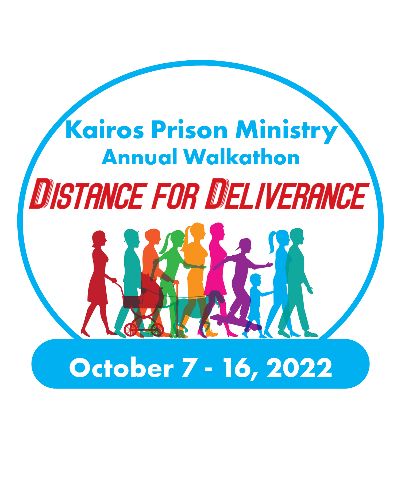 Kairos Prison Ministry
Annual Walkathon
DISTANCE FOR DELIVERANCE
October 7 - 16, 2022